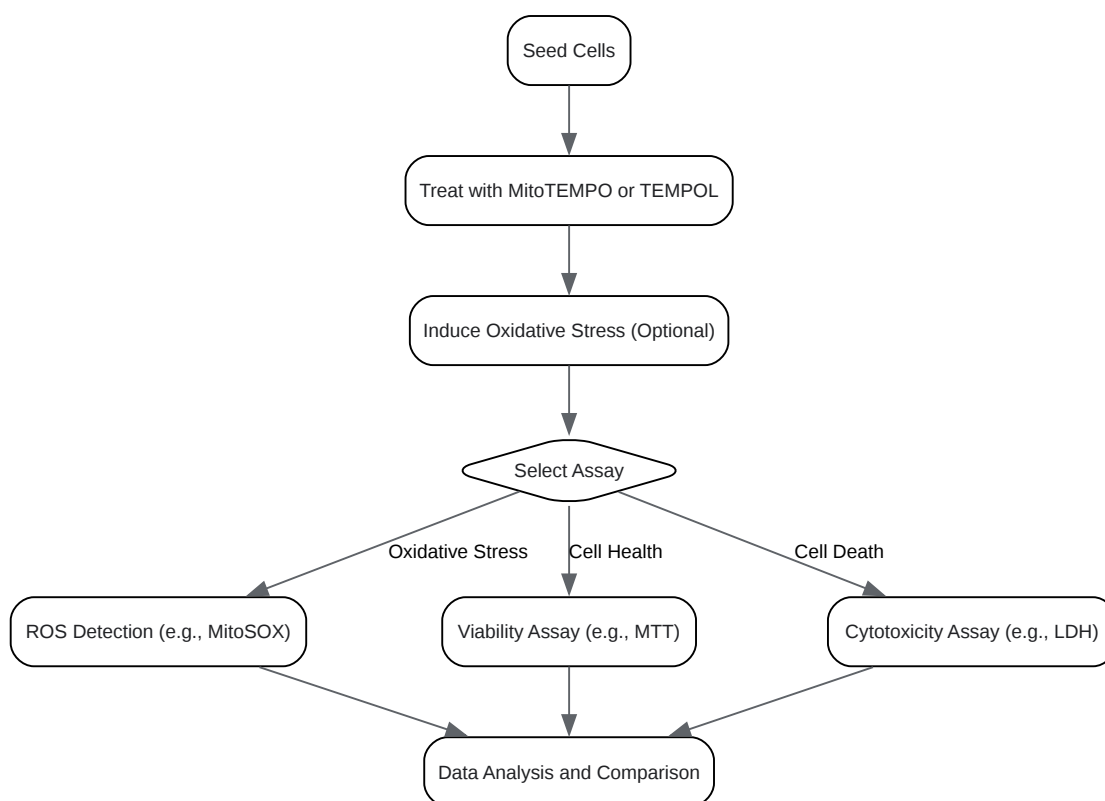 Seed Cells
Treat with MitoTEMPO or TEMPOL
Induce Oxidative Stress (Optional)
Select Assay
Oxidative Stress
Cell Health
Cell Death
ROS Detection (e.g., MitoSOX)
Viability Assay (e.g., MTT)
Cytotoxicity Assay (e.g., LDH)
Data Analysis and Comparison